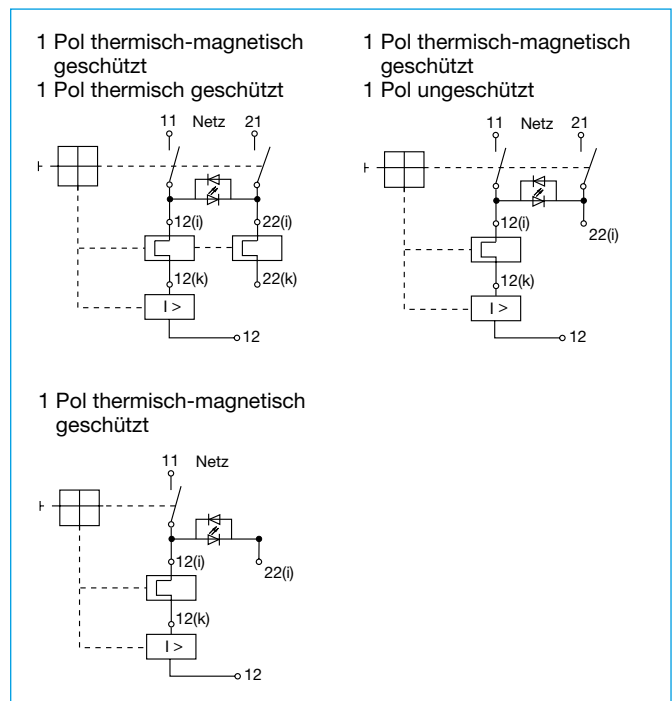 1 Pol thermisch-magnetisch
geschützt
1 Pol thermisch geschützt
11 Netz 21
12(i) 22(i)
12(k) 22(k)
I >
12
1 Pol thermisch-magnetisch
geschützt
1 Pol ungeschützt
11 Netz 21
12(i)
22(i)
12(k)
I >
12
1 Pol thermisch-magnetisch
geschützt
11 Netz
12(i)
22(i)
12(k)
I >
12